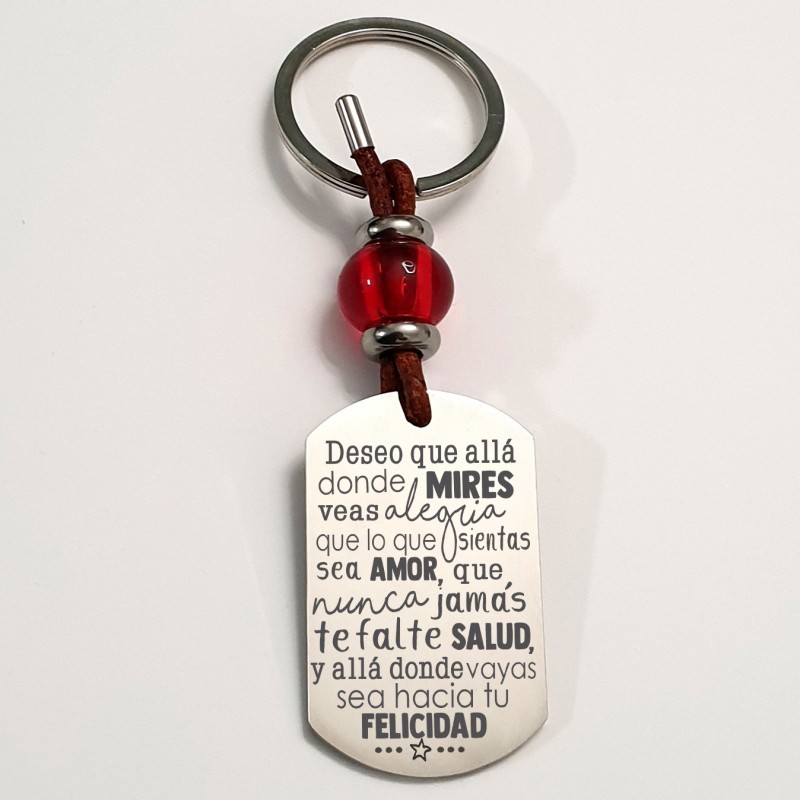 Deseo que allá
donde MIRES
veas alegria
que lo que sientas
sea AMOR, que
nunca jamás
te falte SALUD,
y allá donde vayas
sea hacia tu
FELICIDAD